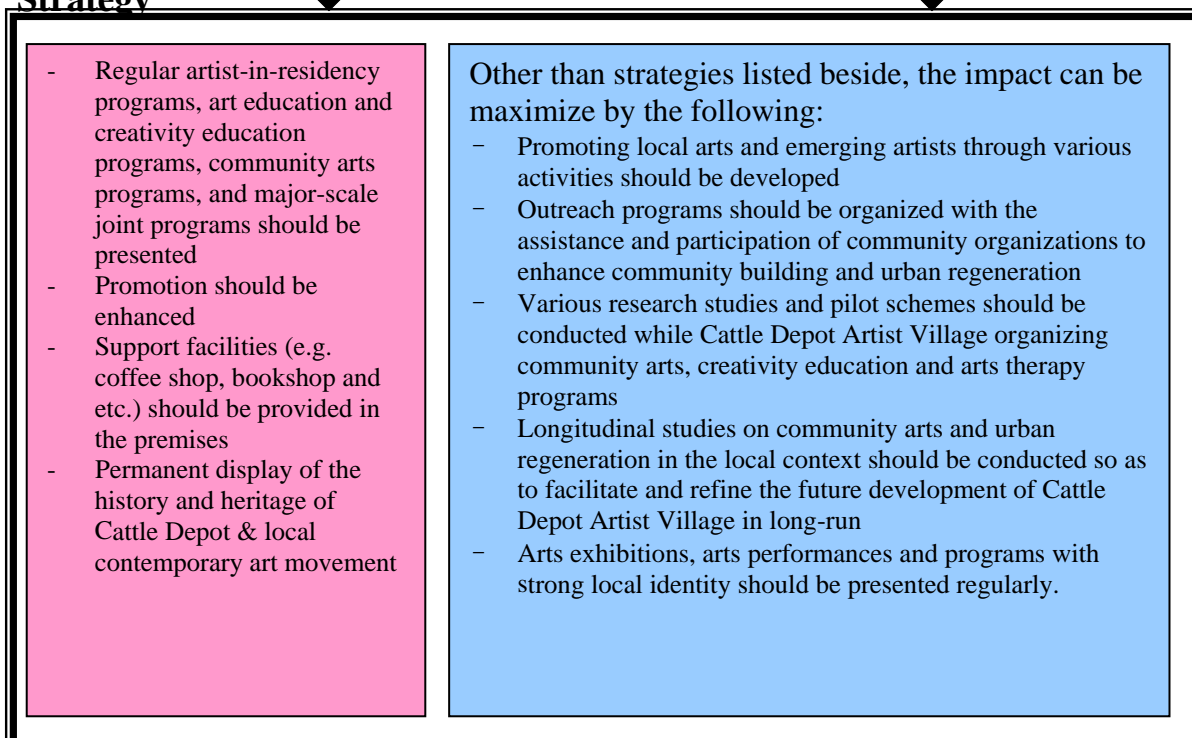 Strategy
- Regular artist-in-residency
programs, art education and
creativity education
programs, community arts
programs, and major-scale
joint programs should be
presented
- Promotion should be
enhanced
- Support facilities (e.g.
coffee shop, bookshop and
etc.) should be provided in
the premises
- Permanent display of the
history and heritage of
Cattle Depot & local
contemporary art movement
Other than strategies listed beside, the impact can be
maximize by the following:
- Promoting local arts and emerging artists through various
activities should be developed
- Outreach programs should be organized with the
assistance and participation of community organizations to
enhance community building and urban regeneration
- Various research studies and pilot schemes should be
conducted while Cattle Depot Artist Village organizing
community arts, creativity education and arts therapy
programs
- Longitudinal studies on community arts and urban
regeneration in the local context should be conducted so as
to facilitate and refine the future development of Cattle
Depot Artist Village in long-run
- Arts exhibitions, arts performances and programs with
strong local identity should be presented regularly.